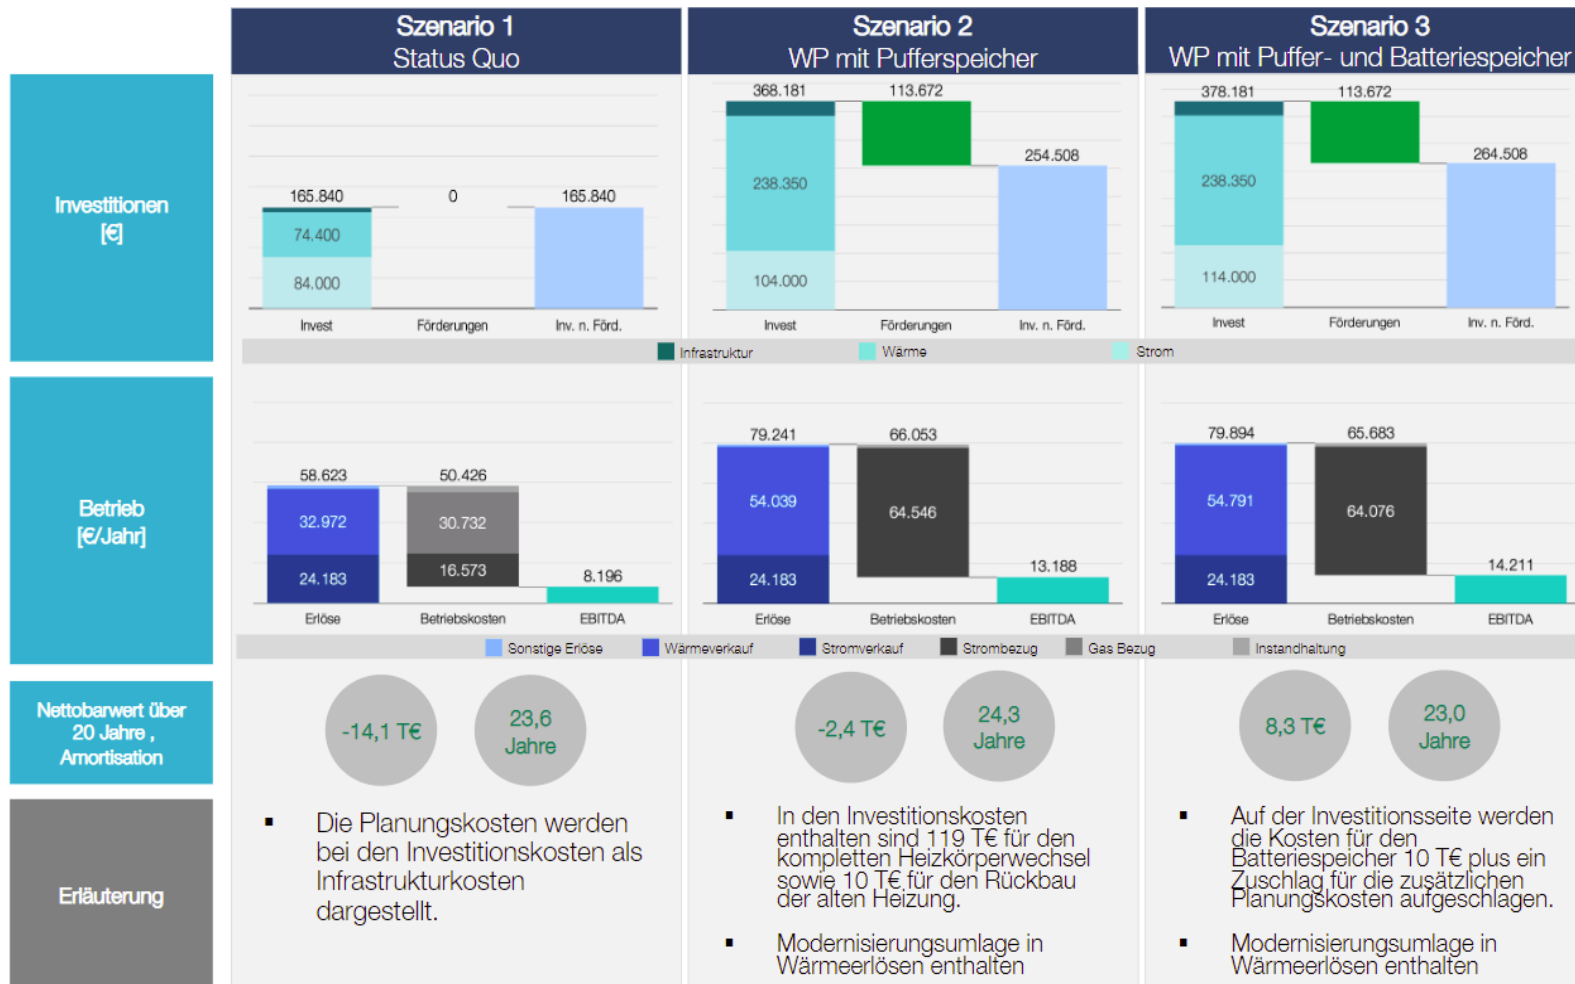 Szenario 1
Status Quo
Szenario 2
WP mit Pufferspeicher
Szenario 3
WP mit Puffer- und Batteriespeicher
Investitionen
[€]
165.840
0
165.840
74.400
84.000
Invest
Förderungen
Inv. n. Förd.
368.181
113.672
254.508
238.350
104.000
Invest
Förderungen
Inv. n. Förd.
378.181
113.672
264.508
238.350
114.000
Invest
Förderungen
Inv. n. Förd.
Infrastruktur
Wärme
Strom
Betrieb
[€/Jahr]
58.623
50.426
32.972
30.732
24.183
16.573
8.196
Erlöse
Betriebskosten
EBITDA
79.241
66.053
54.039
64.546
24.183
13.188
Erlöse
Betriebskosten
EBITDA
79.894
65.683
54.791
64.076
24.183
14.211
Erlöse
Betriebskosten
EBITDA
Sonstige Erlöse
Wärmeverkauf
Stromverkauf
Strombezug
Gas Bezug
Instandhaltung
Nettobarwert über
20 Jahre ,
Amortisation
-14,1 T€
23,6
Jahre
-2,4 T€
24,3
Jahre
8,3 T€
23,0
Jahre
Erläuterung
▪ Die Planungskosten werden
bei den Investitionskosten als
Infrastrukturkosten
dargestellt.
▪ In den Investitionskosten
enthalten sind 119 T€ für den
kompletten Heizkörperwechsel
sowie 10 T€ für den Rückbau
der alten Heizung.
▪ Modernisierungsumlage in
Wärmeerlösen enthalten
▪ Auf der Investitionsseite werden
die Kosten für den
Batteriespeicher 10 T€ plus ein
Zuschlag für die zusätzlichen
Planungskosten aufgeschlagen.
▪ Modernisierungsumlage in
Wärmeerlösen enthalten